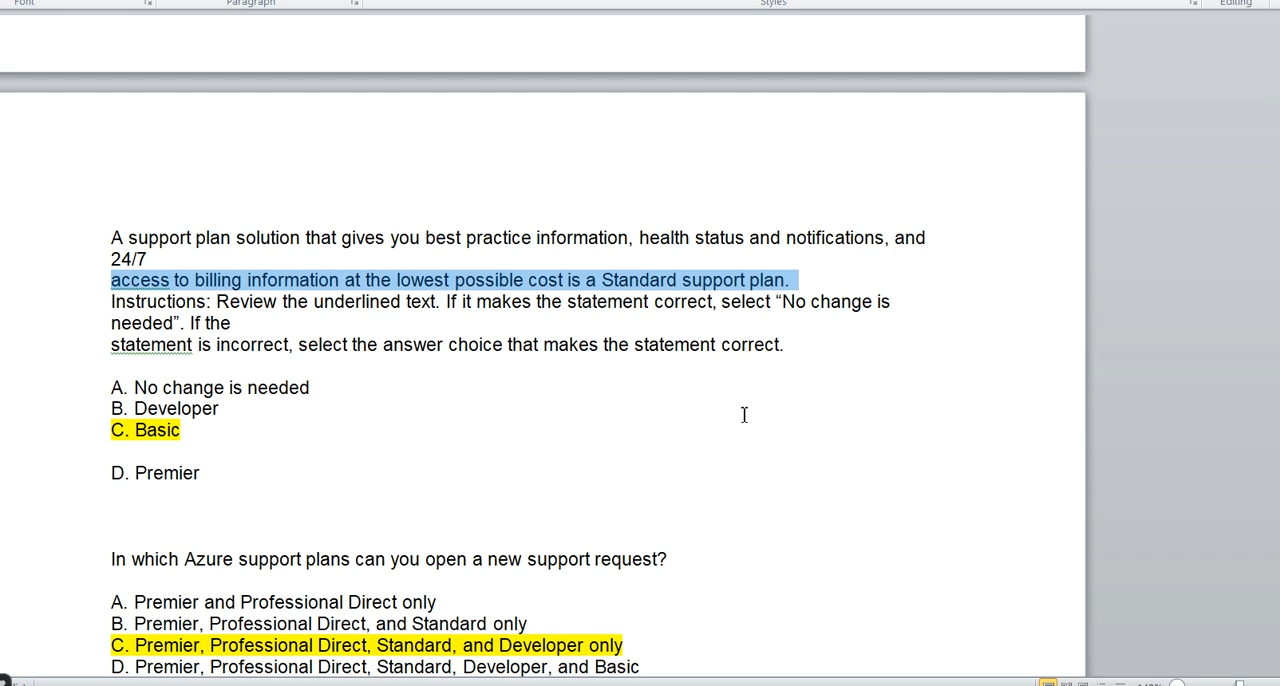 Font
Paragraph
Styles
Editing
A support plan solution that gives you best practice information, health status and notifications, and
24/7
access to billing information at the lowest possible cost is a Standard support plan.
Instructions: Review the underlined text. If it makes the statement correct, select “No change is
needed”. If the
statement is incorrect, select the answer choice that makes the statement correct.
A. No change is needed
B. Developer
C. Basic
D. Premier
In which Azure support plans can you open a new support request?
A. Premier and Professional Direct only
B. Premier, Professional Direct, and Standard only
C. Premier, Professional Direct, Standard, and Developer only
D. Premier, Professional Direct, Standard, Developer, and Basic